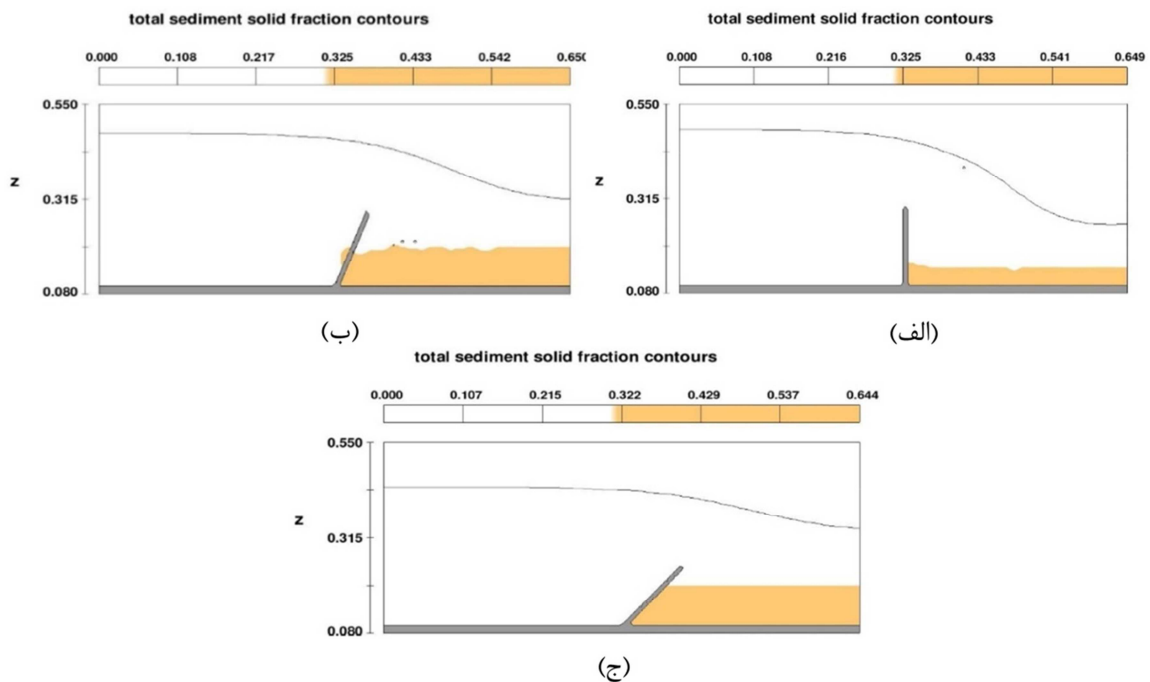 total sediment solid fraction contours
0.000 0.108 0.217 0.325 0.433 0.542 0.650
0.550
z
0.315
0.080
(ب)
total sediment solid fraction contours
0.000 0.108 0.216 0.325 0.433 0.541 0.649
0.550
z
0.315
0.080
(الف)
total sediment solid fraction contours
0.000 0.107 0.215 0.322 0.429 0.537 0.644
0.550
z
0.315
0.080
(ج)